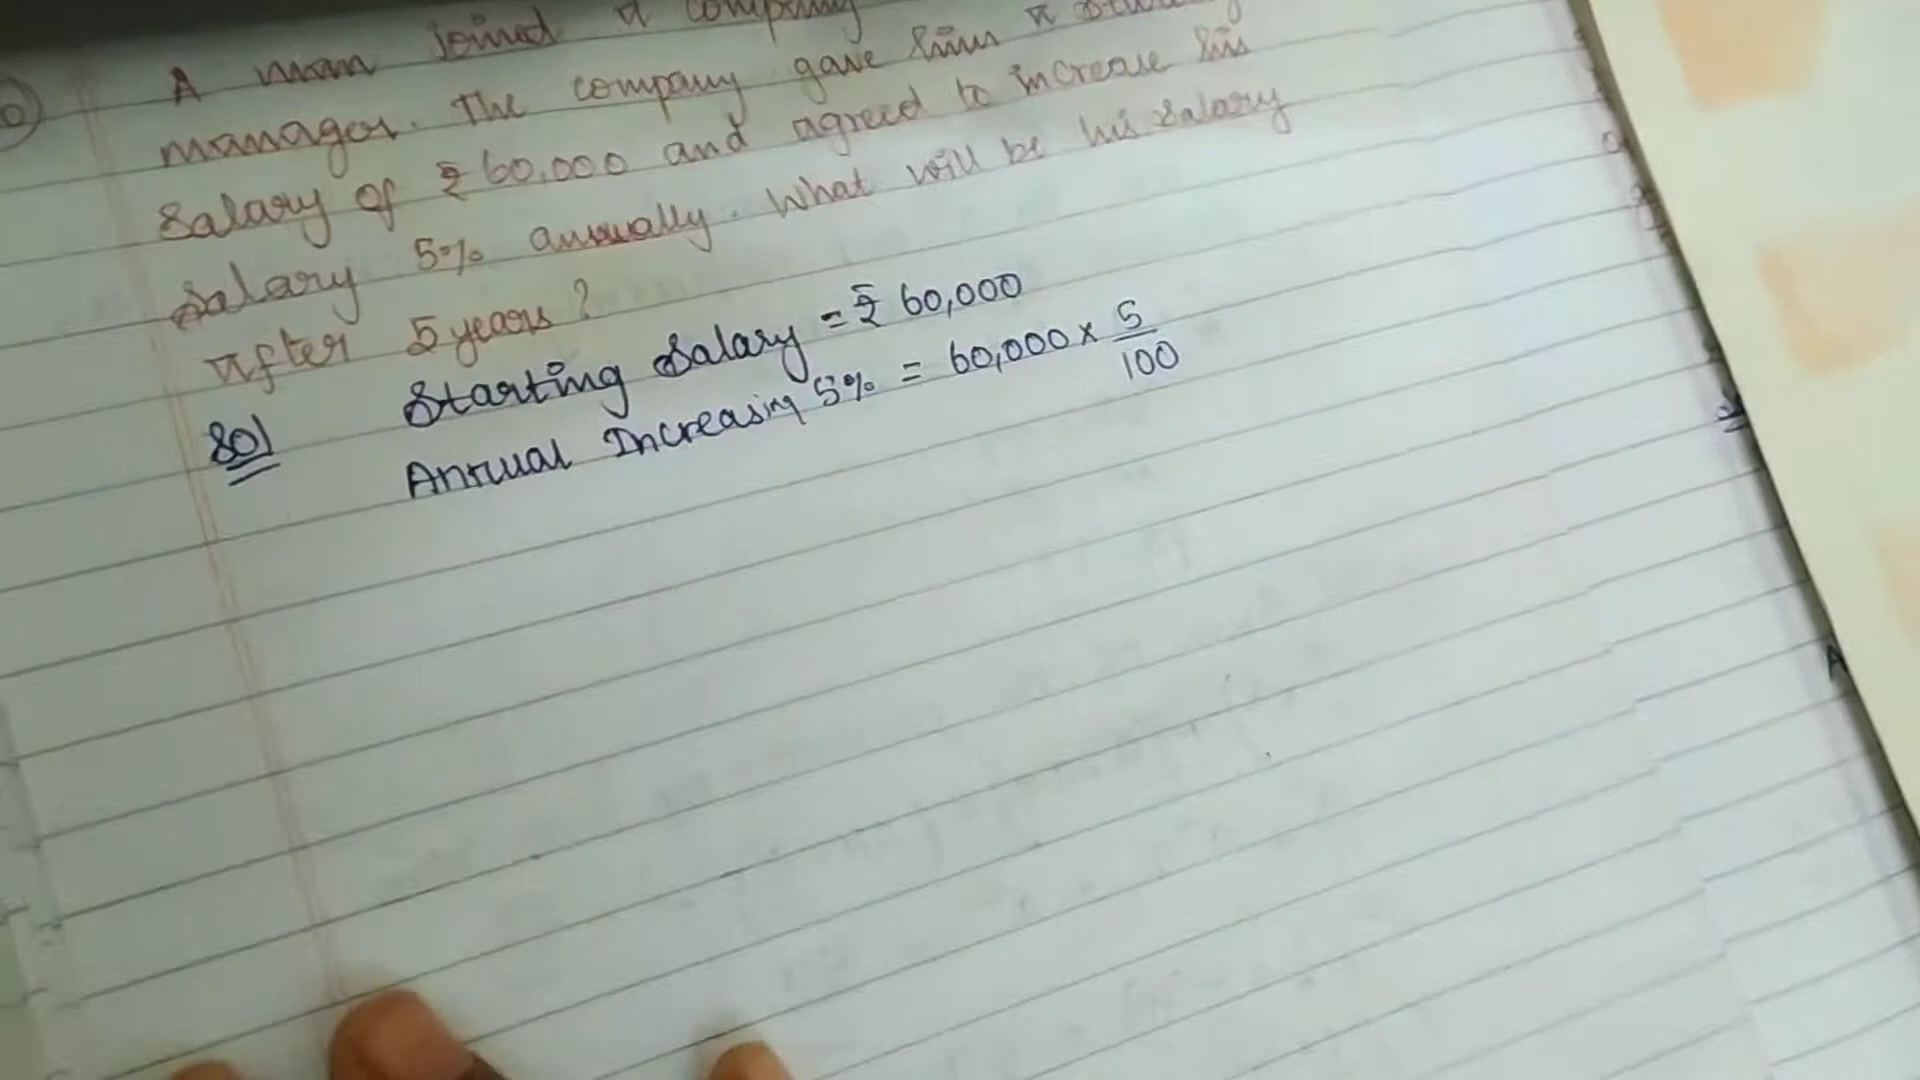 A man joined a company
manager. The company gave him a
Salary of ₹ 60,000 and agreed to increase his
salary 5% annually. What will be his salary
after 5 years?
Sol Starting Salary = ₹ 60,000
Annual Increasing 5% = 60,000 × 5/100